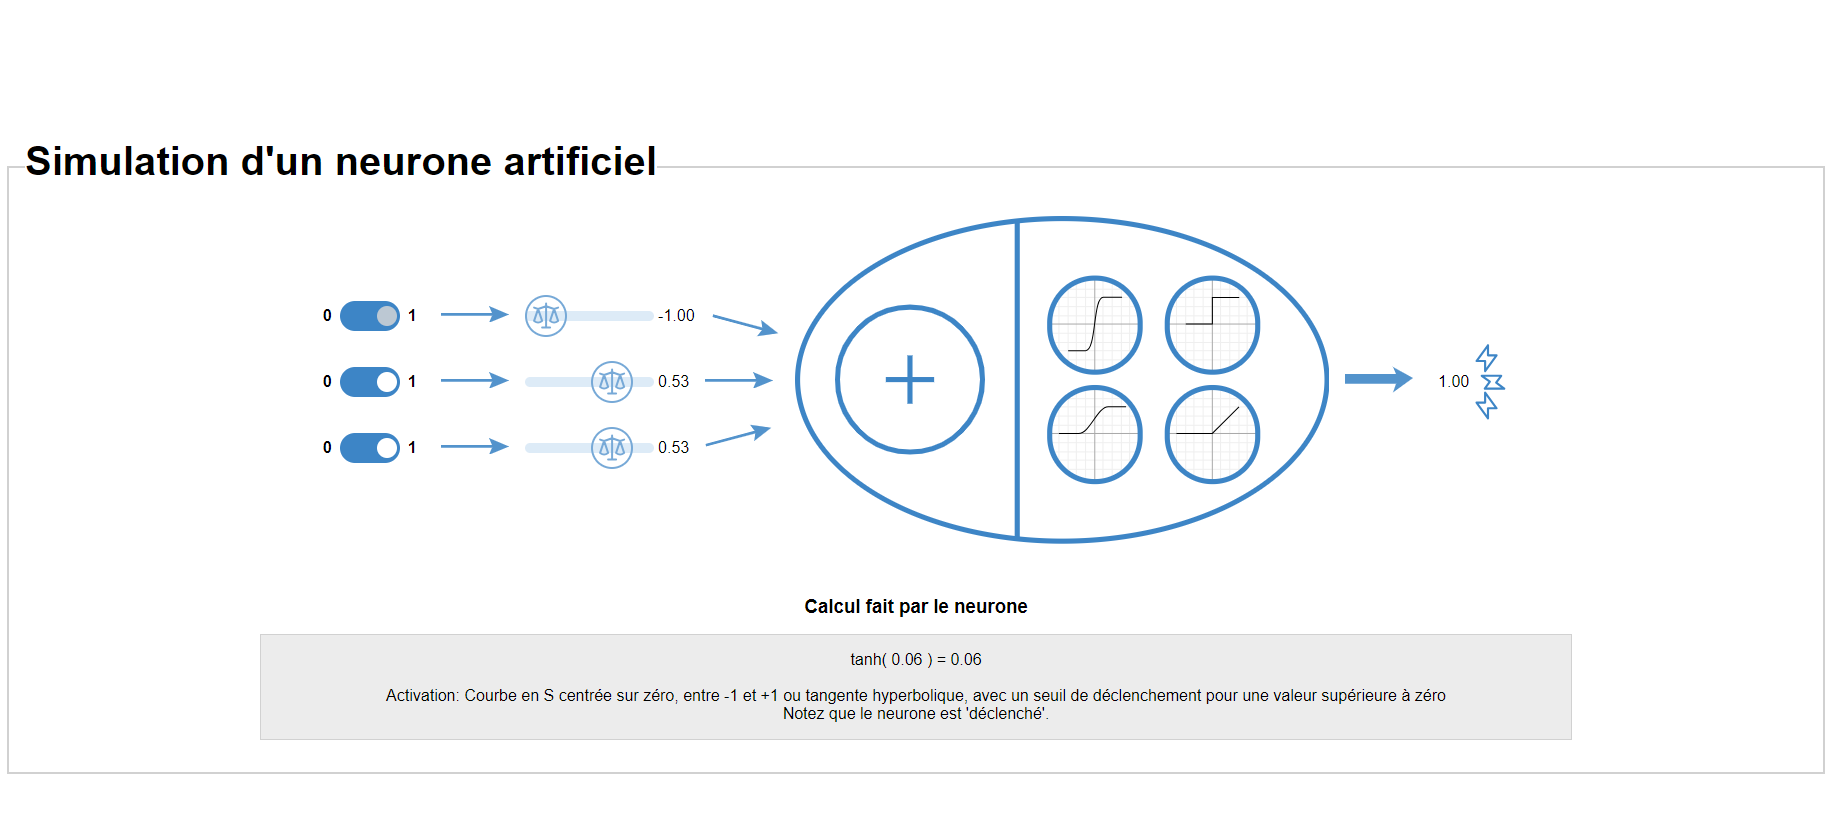 Simulation d'un neurone artificiel
0 1 -1.00
0 1 0.53 1.00
0 1 0.53
Calcul fait par le neurone
tanh( 0.06 ) = 0.06
Activation: Courbe en S centrée sur zéro, entre -1 et +1 ou tangente hyperbolique, avec un seuil de déclenchement pour une valeur supérieure à zéro
Notez que le neurone est 'déclenché'.